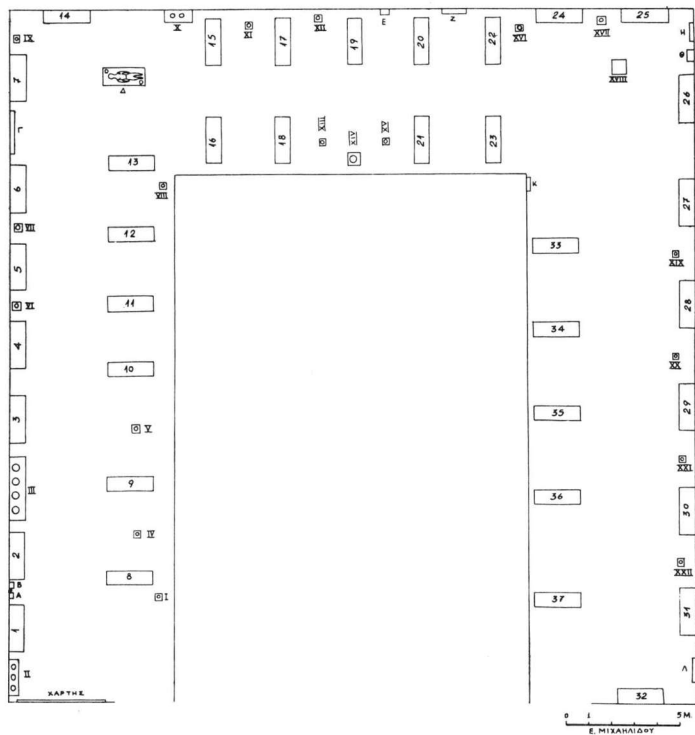 14
X
15
XI
17
XII
19
E
20
Z
22
XVI
24
XVII
25
H
Θ
IX
7
Δ
XVIII
26
Γ
16
18
XIII
XIV
XV
21
23
13
6
VIII
K
27
VII
12
33
XIX
5
VI
11
28
4
34
10
XX
3
V
35
29
III
9
36
XXI
30
IV
2
8
XXII
B
A
I
37
31
1
II
Λ
ΧΑΡΤΗΣ
32
0 1 5 Μ.
Ε. ΜΙΧΑΗΛΙΔΟΥ